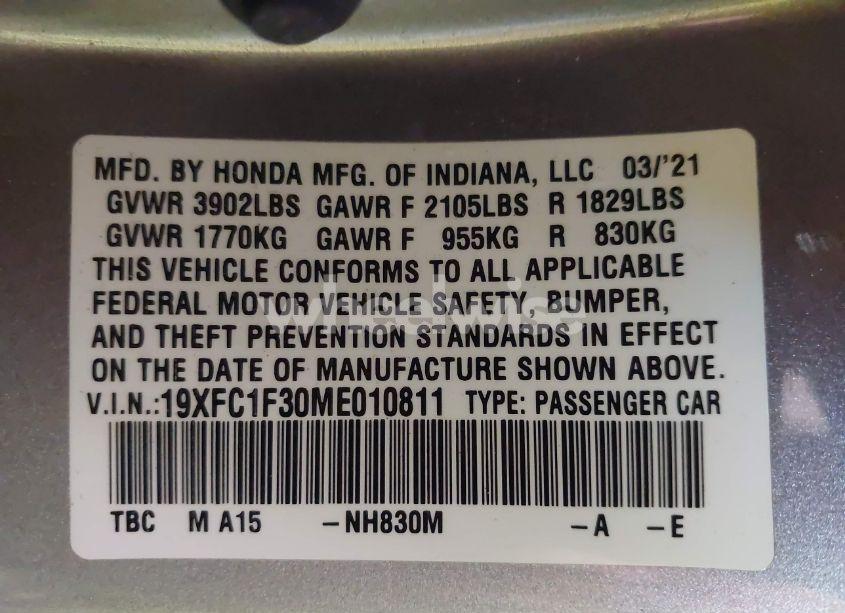 MFD. BY HONDA MFG. OF INDIANA, LLC 03/'21
GVWR 3902LBS GAWR F 2105LBS R 1829LBS
GVWR 1770KG GAWR F 955KG R 830KG
THIS VEHICLE CONFORMS TO ALL APPLICABLE
FEDERAL MOTOR VEHICLE SAFETY, BUMPER,
wheelwise
AND THEFT PREVENTION STANDARDS IN EFFECT
ON THE DATE OF MANUFACTURE SHOWN ABOVE.
V.I.N.:19XFC1F30ME010811 TYPE: PASSENGER CAR
TBC M A15 -NH830M -A -E